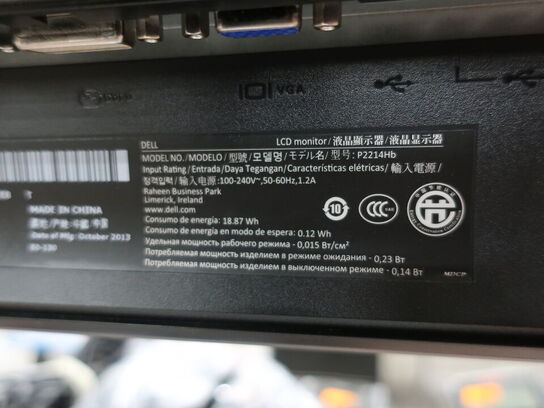 VGA
DELL
LCD monitor/液晶顯示器/液晶显示器
MODEL NO./MODELO/型號/모델명/モデル名/型号: P2214Hb
Input Rating/Entrada/Daya Tegangan/Características elétricas/輸入電源/
정격입력/输入电源:100-240V~,50-60Hz,1.2A
Raheen Business Park
Limerick, Ireland
www.dell.com
Consumo de energía: 18.87 Wh
Consumo de energía en modo de espera: 0.12 Wh
Удельная мощность рабочего режима - 0,015 Вт/см²
Потребляемая мощность изделием в режиме ожидания - 0,23 Вт
Потребляемая мощность изделием в выключенном режиме - 0,14 Вт
10
CCC
MADE IN CHINA
Date of Mfg: October 2013